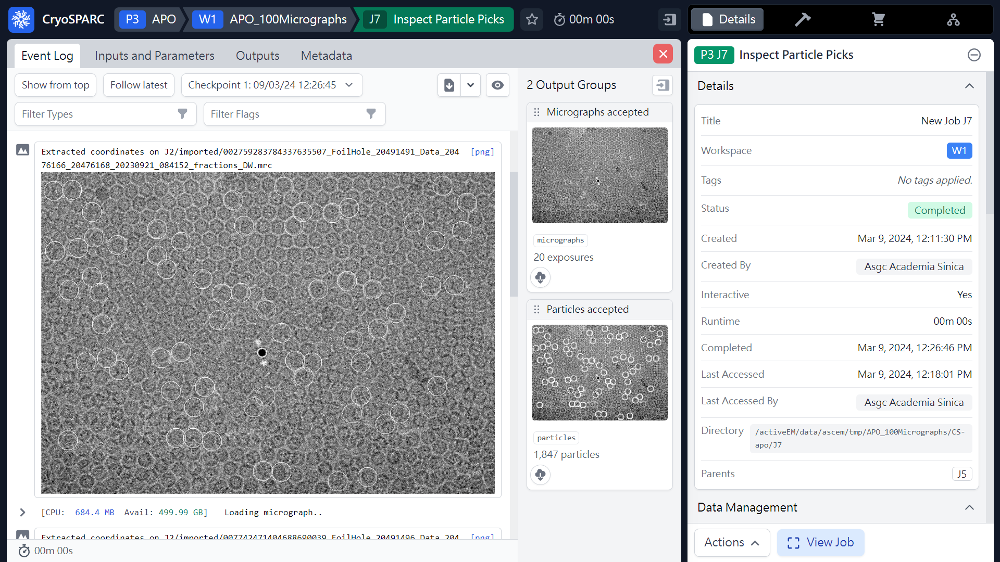 CryoSPARC
P3 APO W1 APO_100Micrographs J7 Inspect Particle Picks 00m 00s
Details
Event Log Inputs and Parameters Outputs Metadata
Show from top Follow latest Checkpoint 1: 09/03/24 12:26:45
Filter Types Filter Flags
Extracted coordinates on J2/imported/002759283784337635507_FoilHole_20491491_Data_204 [png]
76166_20476168_20230921_084152_fractions_DW.mrc
[CPU: 684.4 MB Avail: 499.99 GB] Loading micrograph..
Extracted coordinates on J2/imported/007742471404688690039_FoilHole_20491496_Data_204 [png]
00m 00s
2 Output Groups
Micrographs accepted
micrographs
20 exposures
Particles accepted
particles
1,847 particles
P3 J7 Inspect Particle Picks
Details
Title New Job J7
Workspace W1
Tags No tags applied.
Status Completed
Created Mar 9, 2024, 12:11:30 PM
Created By Asgc Academia Sinica
Interactive Yes
Runtime 00m 00s
Completed Mar 9, 2024, 12:26:46 PM
Last Accessed Mar 9, 2024, 12:18:01 PM
Last Accessed By Asgc Academia Sinica
Directory /activeEM/data/ascem/tmp/APO_100Micrographs/CS-
apo/J7
Parents J5
Data Management
Actions View Job